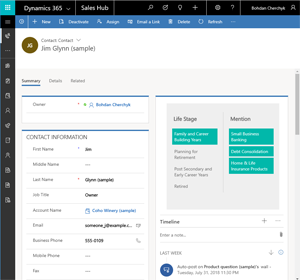 Dynamics 365
Sales Hub
Bohdan Cherchyk
New
Deactivate
Assign
Email a Link
Delete
Refresh
JG
Contact Contact
Jim Glynn (sample)
Summary
Details
Related
Owner
Bohdan Cherchyk
CONTACT INFORMATION
First Name
Jim
Middle Name
---
Last Name
Glynn (sample)
Job Title
Owner
Account Name
Coho Winery (sample)
Email
someone_j@example.c...
Business Phone
555-0109
Mobile Phone
---
Life Stage
Family and Career
Building Years
Planning for
Retirement
Post Secondary and
Early Career Years
Retired
Mention
Small Business
Banking
Debt Consolidation
Home & Life
Insurance Products
Timeline
Enter a note...
LAST WEEK
Auto-post on Product question (sample)'s wall -
Tuesday, July 31, 2018 11:30 PM